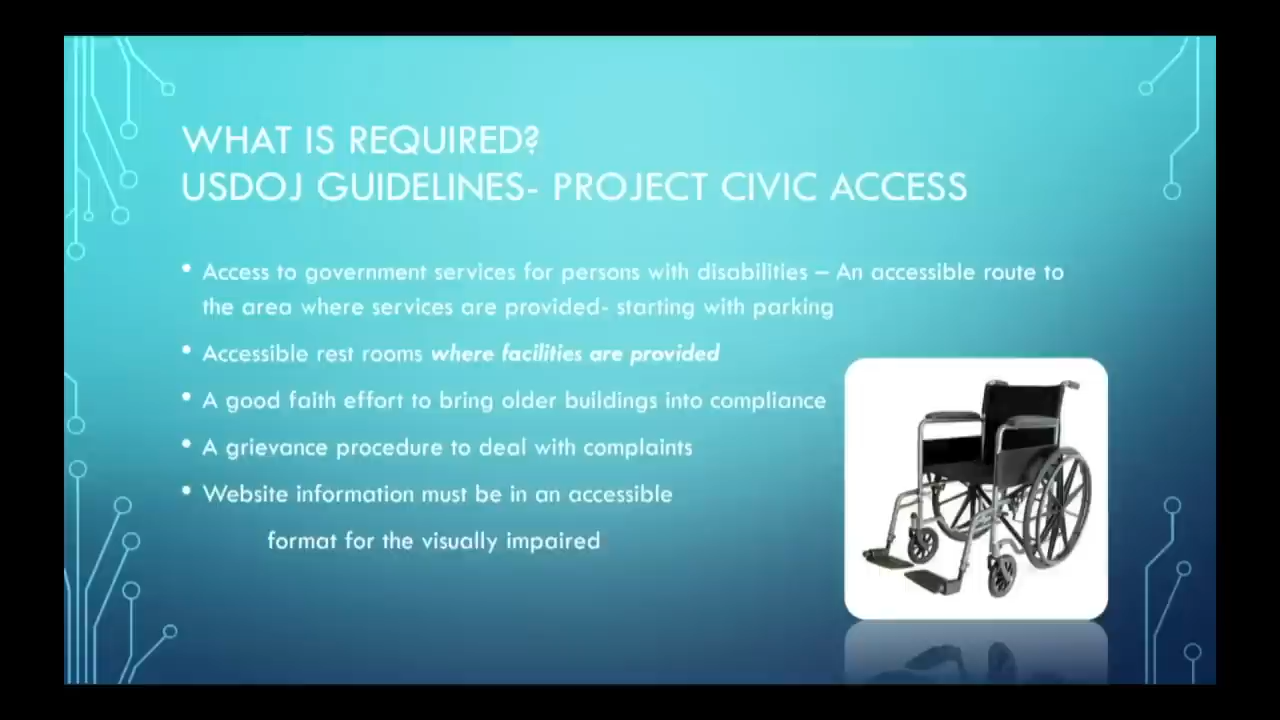 WHAT IS REQUIRED?
USDOJ GUIDELINES- PROJECT CIVIC ACCESS
• Access to government services for persons with disabilities – An accessible route to
the area where services are provided- starting with parking
• Accessible rest rooms where facilities are provided
• A good faith effort to bring older buildings into compliance
• A grievance procedure to deal with complaints
• Website information must be in an accessible
format for the visually impaired